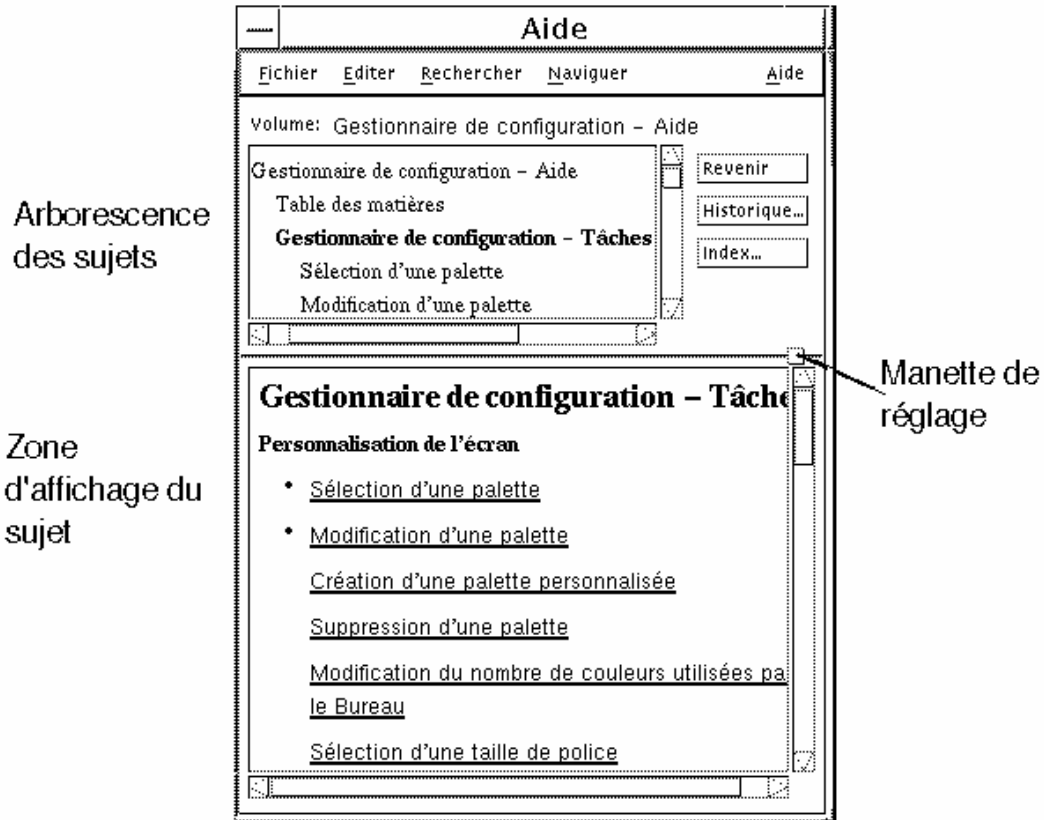 Aide
Fichier Editer Rechercher Naviguer Aide
Volume: Gestionnaire de configuration – Aide
Gestionnaire de configuration – Aide
Table des matières
Gestionnaire de configuration – Tâches
Sélection d'une palette
Modification d'une palette
Revenir
Historique...
Index...
Arborescence
des sujets
Manette de
réglage
Zone
d'affichage du
sujet
Gestionnaire de configuration – Tâche
Personnalisation de l'écran
• Sélection d'une palette
• Modification d'une palette
Création d'une palette personnalisée
Suppression d'une palette
Modification du nombre de couleurs utilisées pa
le Bureau
Sélection d'une taille de police